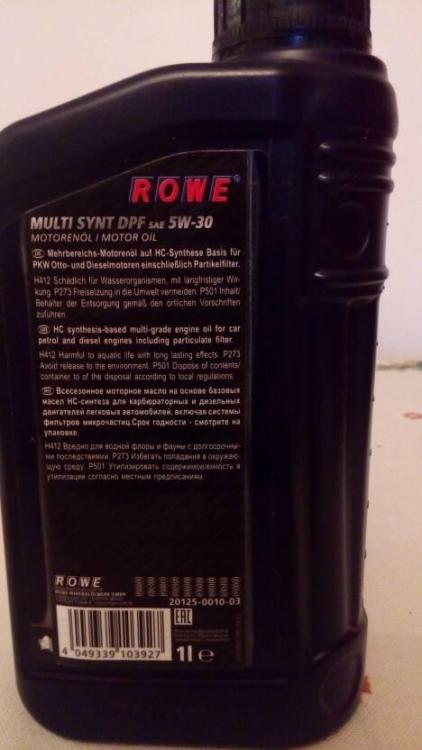 ROWE®
MULTI SYNT DPF SAE 5W-30
MOTORENÖL / MOTOR OIL
DE Mehrbereichs-Motorenöl auf HC-Synthese Basis für
PKW Otto- und Dieselmotoren einschließlich Partikelfilter.
H412 Schädlich für Wasserorganismen, mit langfristiger Wir-
kung. P273 Freisetzung in die Umwelt vermeiden. P501 Inhalt/
Behälter der Entsorgung gemäß den örtlichen Vorschriften
zuführen.
GB HC synthesis-based multi-grade engine oil for car
petrol and diesel engines including particulate filter.
H412 Harmful to aquatic life with long lasting effects. P273
Avoid release to the environment. P501 Dispose of contents/
container to of the disposal according to local regulations.
RU Всесезонное моторное масло на основе базовых
масел HC-синтеза для карбюраторных и дизельных
двигателей легковых автомобилей, включая системы
фильтров микрочастиц.Срок годности - смотрите на
упаковке.
H412 Вредно для водной флоры и фауны с долгосрочны-
ми последствиями. P273 Избегать попадания в окружаю-
щую среду. P501 Утилизировать содержимое/емкость в
утилизации согласно местным предписаниям.
ROWE
ROWE MINERALÖLWERK GMBH
20125-0010-03
EAC
4 049339 103927
1l e